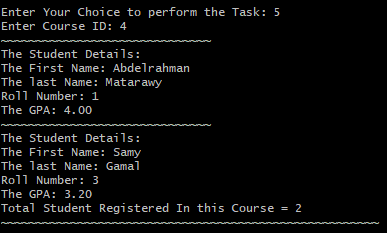 Enter Your Choice to perform the Task: 5
Enter Course ID: 4
~~~~~~~~~~~~~~~~~~~~~~~~~~~~~~
The Student Details:
The First Name: Abdelrahman
The last Name: Matarawy
Roll Number: 1
The GPA: 4.00
~~~~~~~~~~~~~~~~~~~~~~~~~~~~~~
The Student Details:
The First Name: Samy
The last Name: Gamal
Roll Number: 3
The GPA: 3.20
Total Student Registered In this Course = 2
~~~~~~~~~~~~~~~~~~~~~~~~~~~~~~~~~~~~~~~~~~~~~~~~~~~~~~